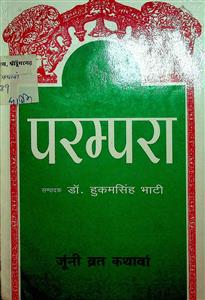 परम्परा
सम्पादक डॉ. हुकमसिंह भाटी
जूंनी व्रत कथावां